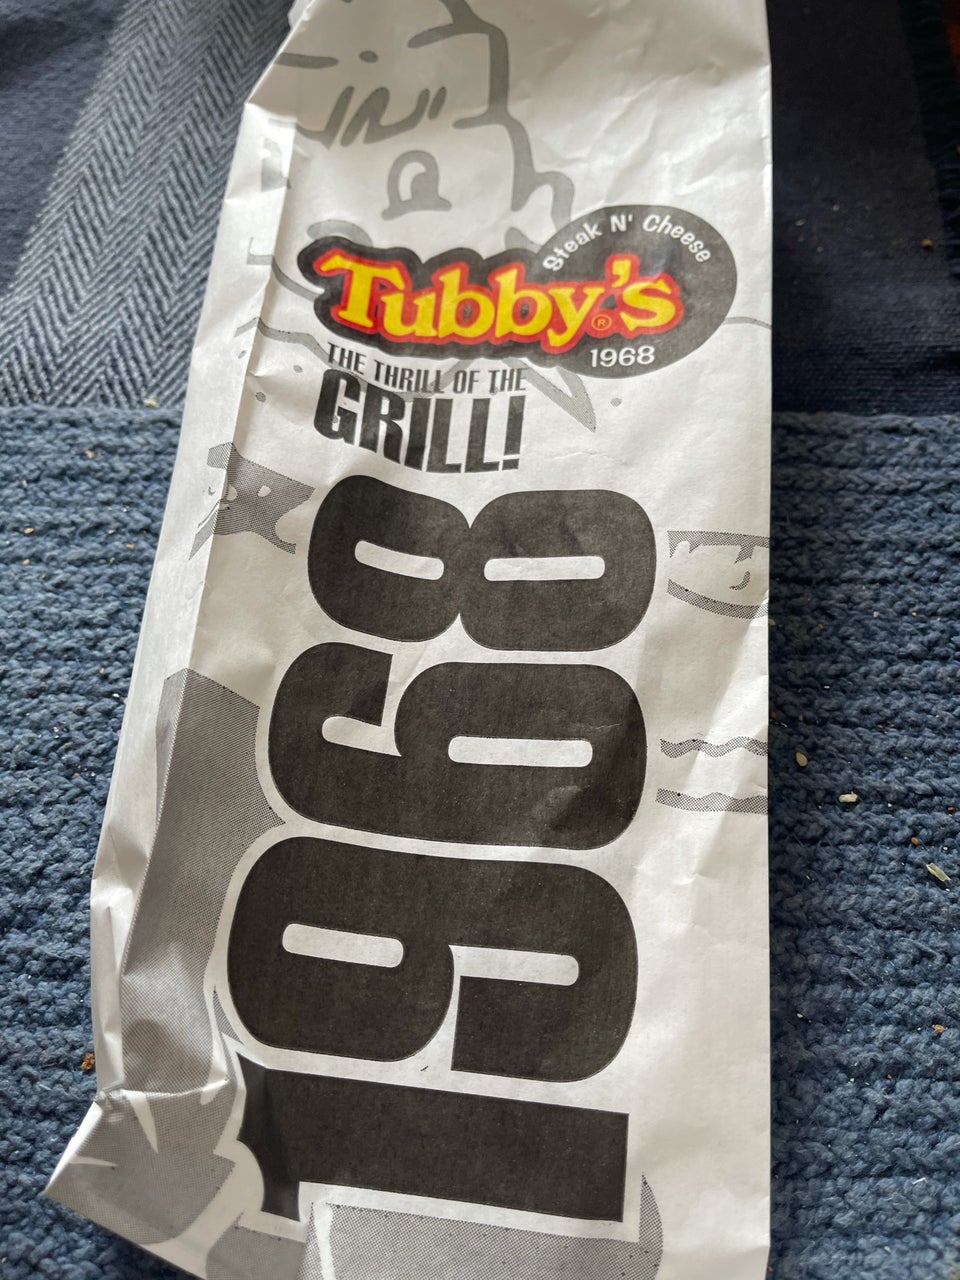 Steak N' Cheese
Tubby's®
1968
THE THRILL OF THE
GRILL!
1968